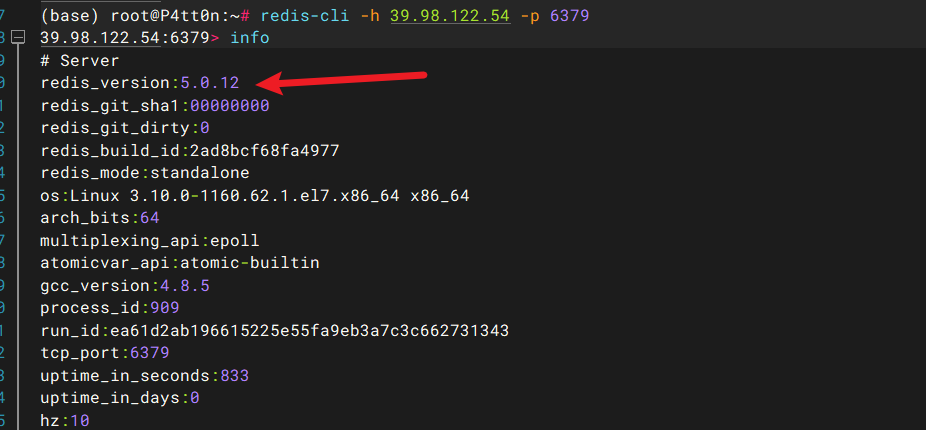 (base) root@P4tt0n:~# redis-cli -h 39.98.122.54 -p 6379
39.98.122.54:6379> info
# Server
redis_version:5.0.12
redis_git_sha1:00000000
redis_git_dirty:0
redis_build_id:2ad8bcf68fa4977
redis_mode:standalone
os:Linux 3.10.0-1160.62.1.el7.x86_64 x86_64
arch_bits:64
multiplexing_api:epoll
atomicvar_api:atomic-builtin
gcc_version:4.8.5
process_id:909
run_id:ea61d2ab196615225e55fa9eb3a7c3c662731343
tcp_port:6379
uptime_in_seconds:833
uptime_in_days:0
hz:10